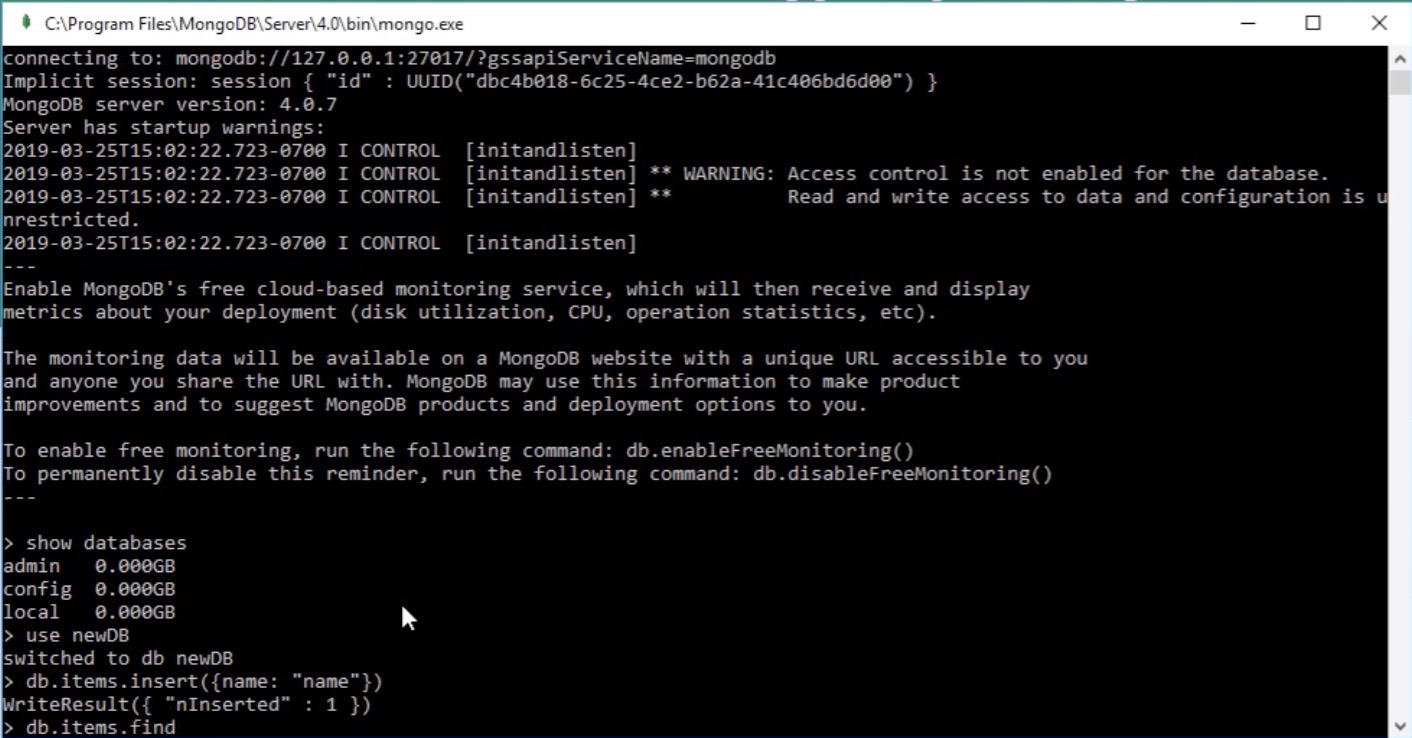 C:\Program Files\MongoDB\Server\4.0\bin\mongo.exe
connecting to: mongodb://127.0.0.1:27017/?gssapiServiceName=mongodb
Implicit session: session { "id" : UUID("dbc4b018-6c25-4ce2-b62a-41c406bd6d00") }
MongoDB server version: 4.0.7
Server has startup warnings:
2019-03-25T15:02:22.723-0700 I CONTROL  [initandlisten]
2019-03-25T15:02:22.723-0700 I CONTROL  [initandlisten] ** WARNING: Access control is not enabled for the database.
2019-03-25T15:02:22.723-0700 I CONTROL  [initandlisten] **          Read and write access to data and configuration is u
nrestricted.
2019-03-25T15:02:22.723-0700 I CONTROL  [initandlisten]
---
Enable MongoDB's free cloud-based monitoring service, which will then receive and display
metrics about your deployment (disk utilization, CPU, operation statistics, etc).
The monitoring data will be available on a MongoDB website with a unique URL accessible to you
and anyone you share the URL with. MongoDB may use this information to make product
improvements and to suggest MongoDB products and deployment options to you.
To enable free monitoring, run the following command: db.enableFreeMonitoring()
To permanently disable this reminder, run the following command: db.disableFreeMonitoring()
---
> show databases
admin   0.000GB
config  0.000GB
local   0.000GB
> use newDB
switched to db newDB
> db.items.insert({name: "name"})
WriteResult({ "nInserted" : 1 })
> db.items.find